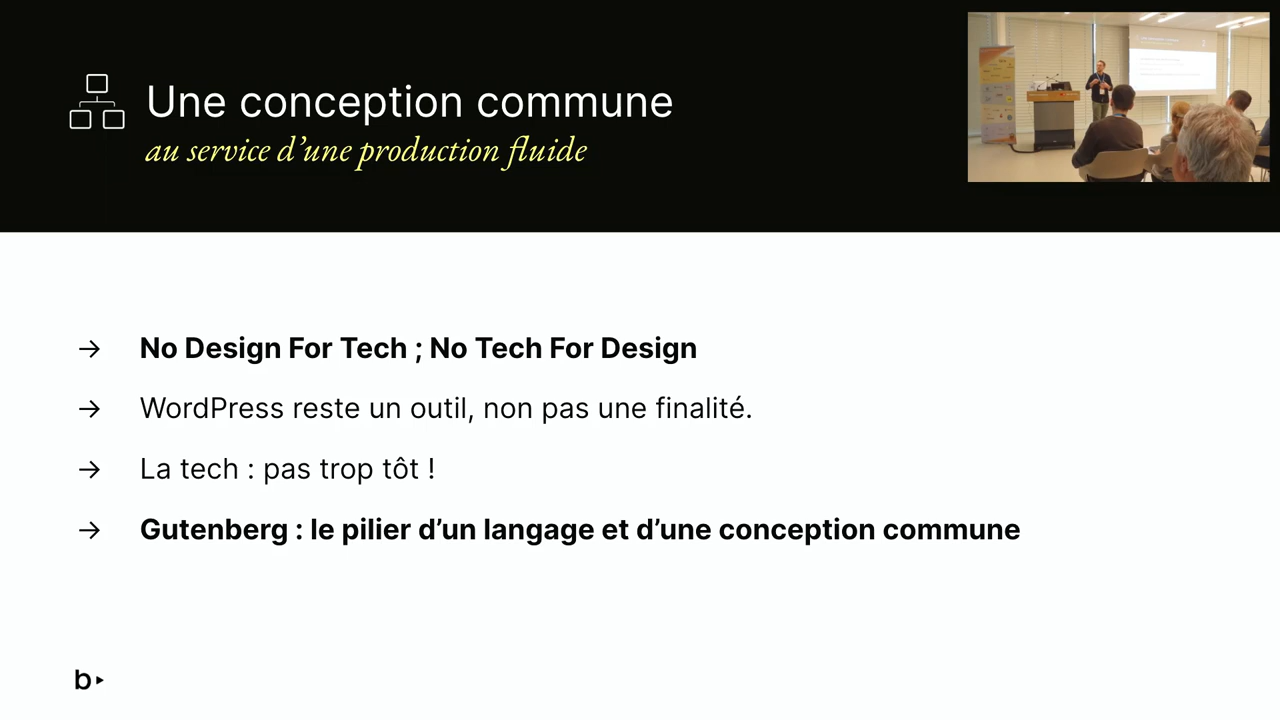 Une conception commune
au service d’une production fluide
→ No Design For Tech ; No Tech For Design
→ WordPress reste un outil, non pas une finalité.
→ La tech : pas trop tôt !
→ Gutenberg : le pilier d’un langage et d’une conception commune
b